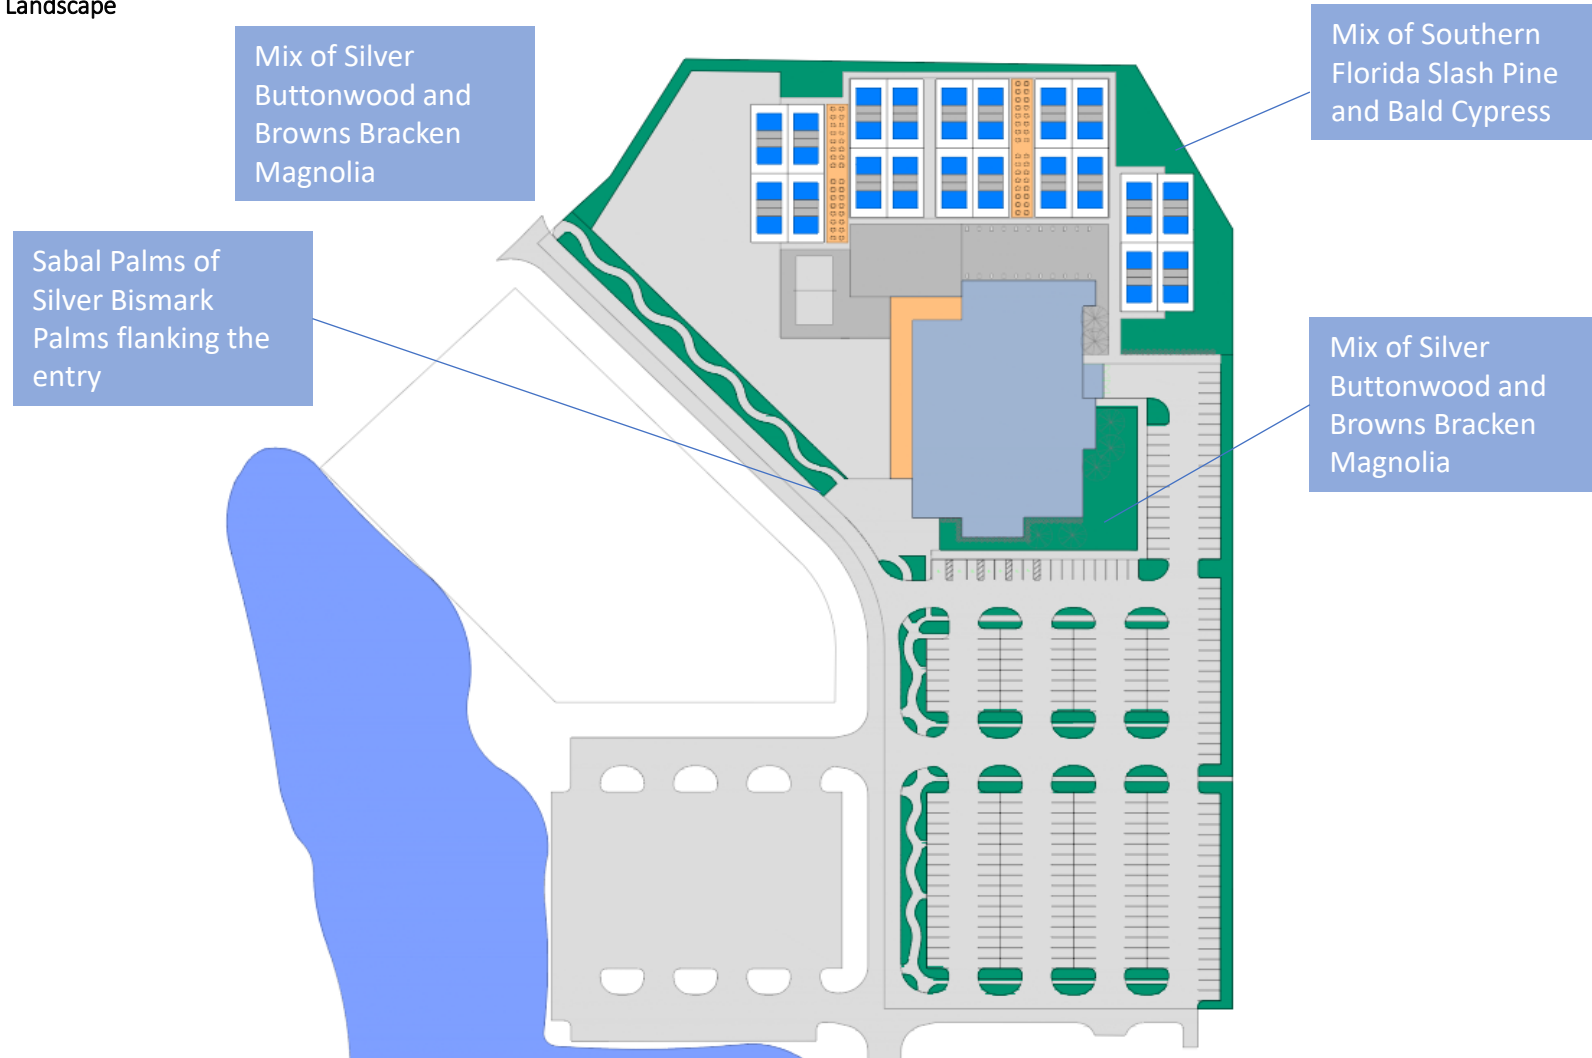 Landscape
Mix of Silver
Buttonwood and
Browns Bracken
Magnolia
Mix of Southern
Florida Slash Pine
and Bald Cypress
Sabal Palms of
Silver Bismark
Palms flanking the
entry
Mix of Silver
Buttonwood and
Browns Bracken
Magnolia